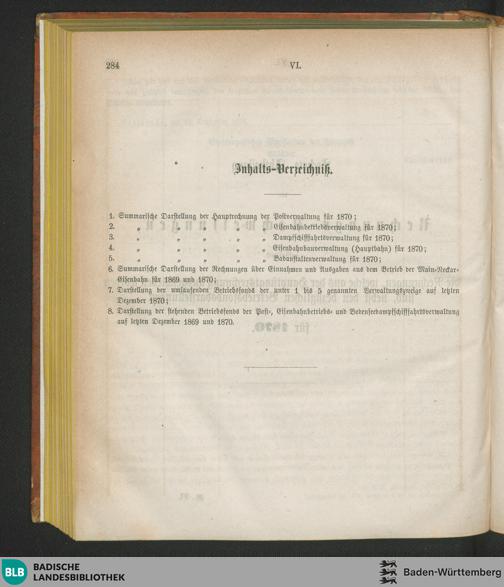 284
VI.
Inhalts-Verzeichniß.
1. Summarische Darstellung der Hauptrechnung der Postverwaltung für 1870;
2. „ „ „ „ „ Eisenbahnbetriebsverwaltung für 1870;
3. „ „ „ „ „ Dampfschifffahrtsverwaltung für 1870;
4. „ „ „ „ „ Eisenbahnbauverwaltung (Hauptbahn) für 1870;
5. „ „ „ „ „ Badanstaltenverwaltung für 1870;
6. Summarische Darstellung der Rechnungen über Einnahmen und Ausgaben aus dem Betrieb der Main-Neckar-
Eisenbahn für 1869 und 1870;
7. Darstellung der umlaufenden Betriebsfonds der unter 1 bis 5 genannten Verwaltungszweige auf letzten
Dezember 1870;
8. Darstellung der stehenden Betriebsfonds der Post-, Eisenbahnbetriebs- und Bodenseedampfschifffahrtsverwaltung
auf letzten Dezember 1869 und 1870.
BLB
BADISCHE
LANDESBIBLIOTHEK
Baden-Württemberg